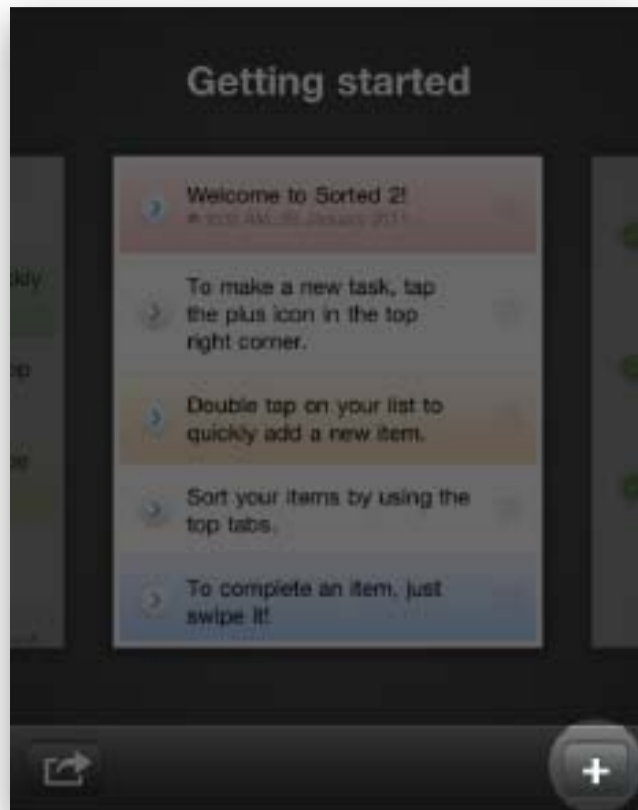 Getting started
Welcome to Sorted 2!
To make a new task, tap
the plus icon in the top
right corner.
Double tap on your list to
quickly add a new item.
Sort your items by using the
top tabs.
To complete an item, just
swipe it!
+